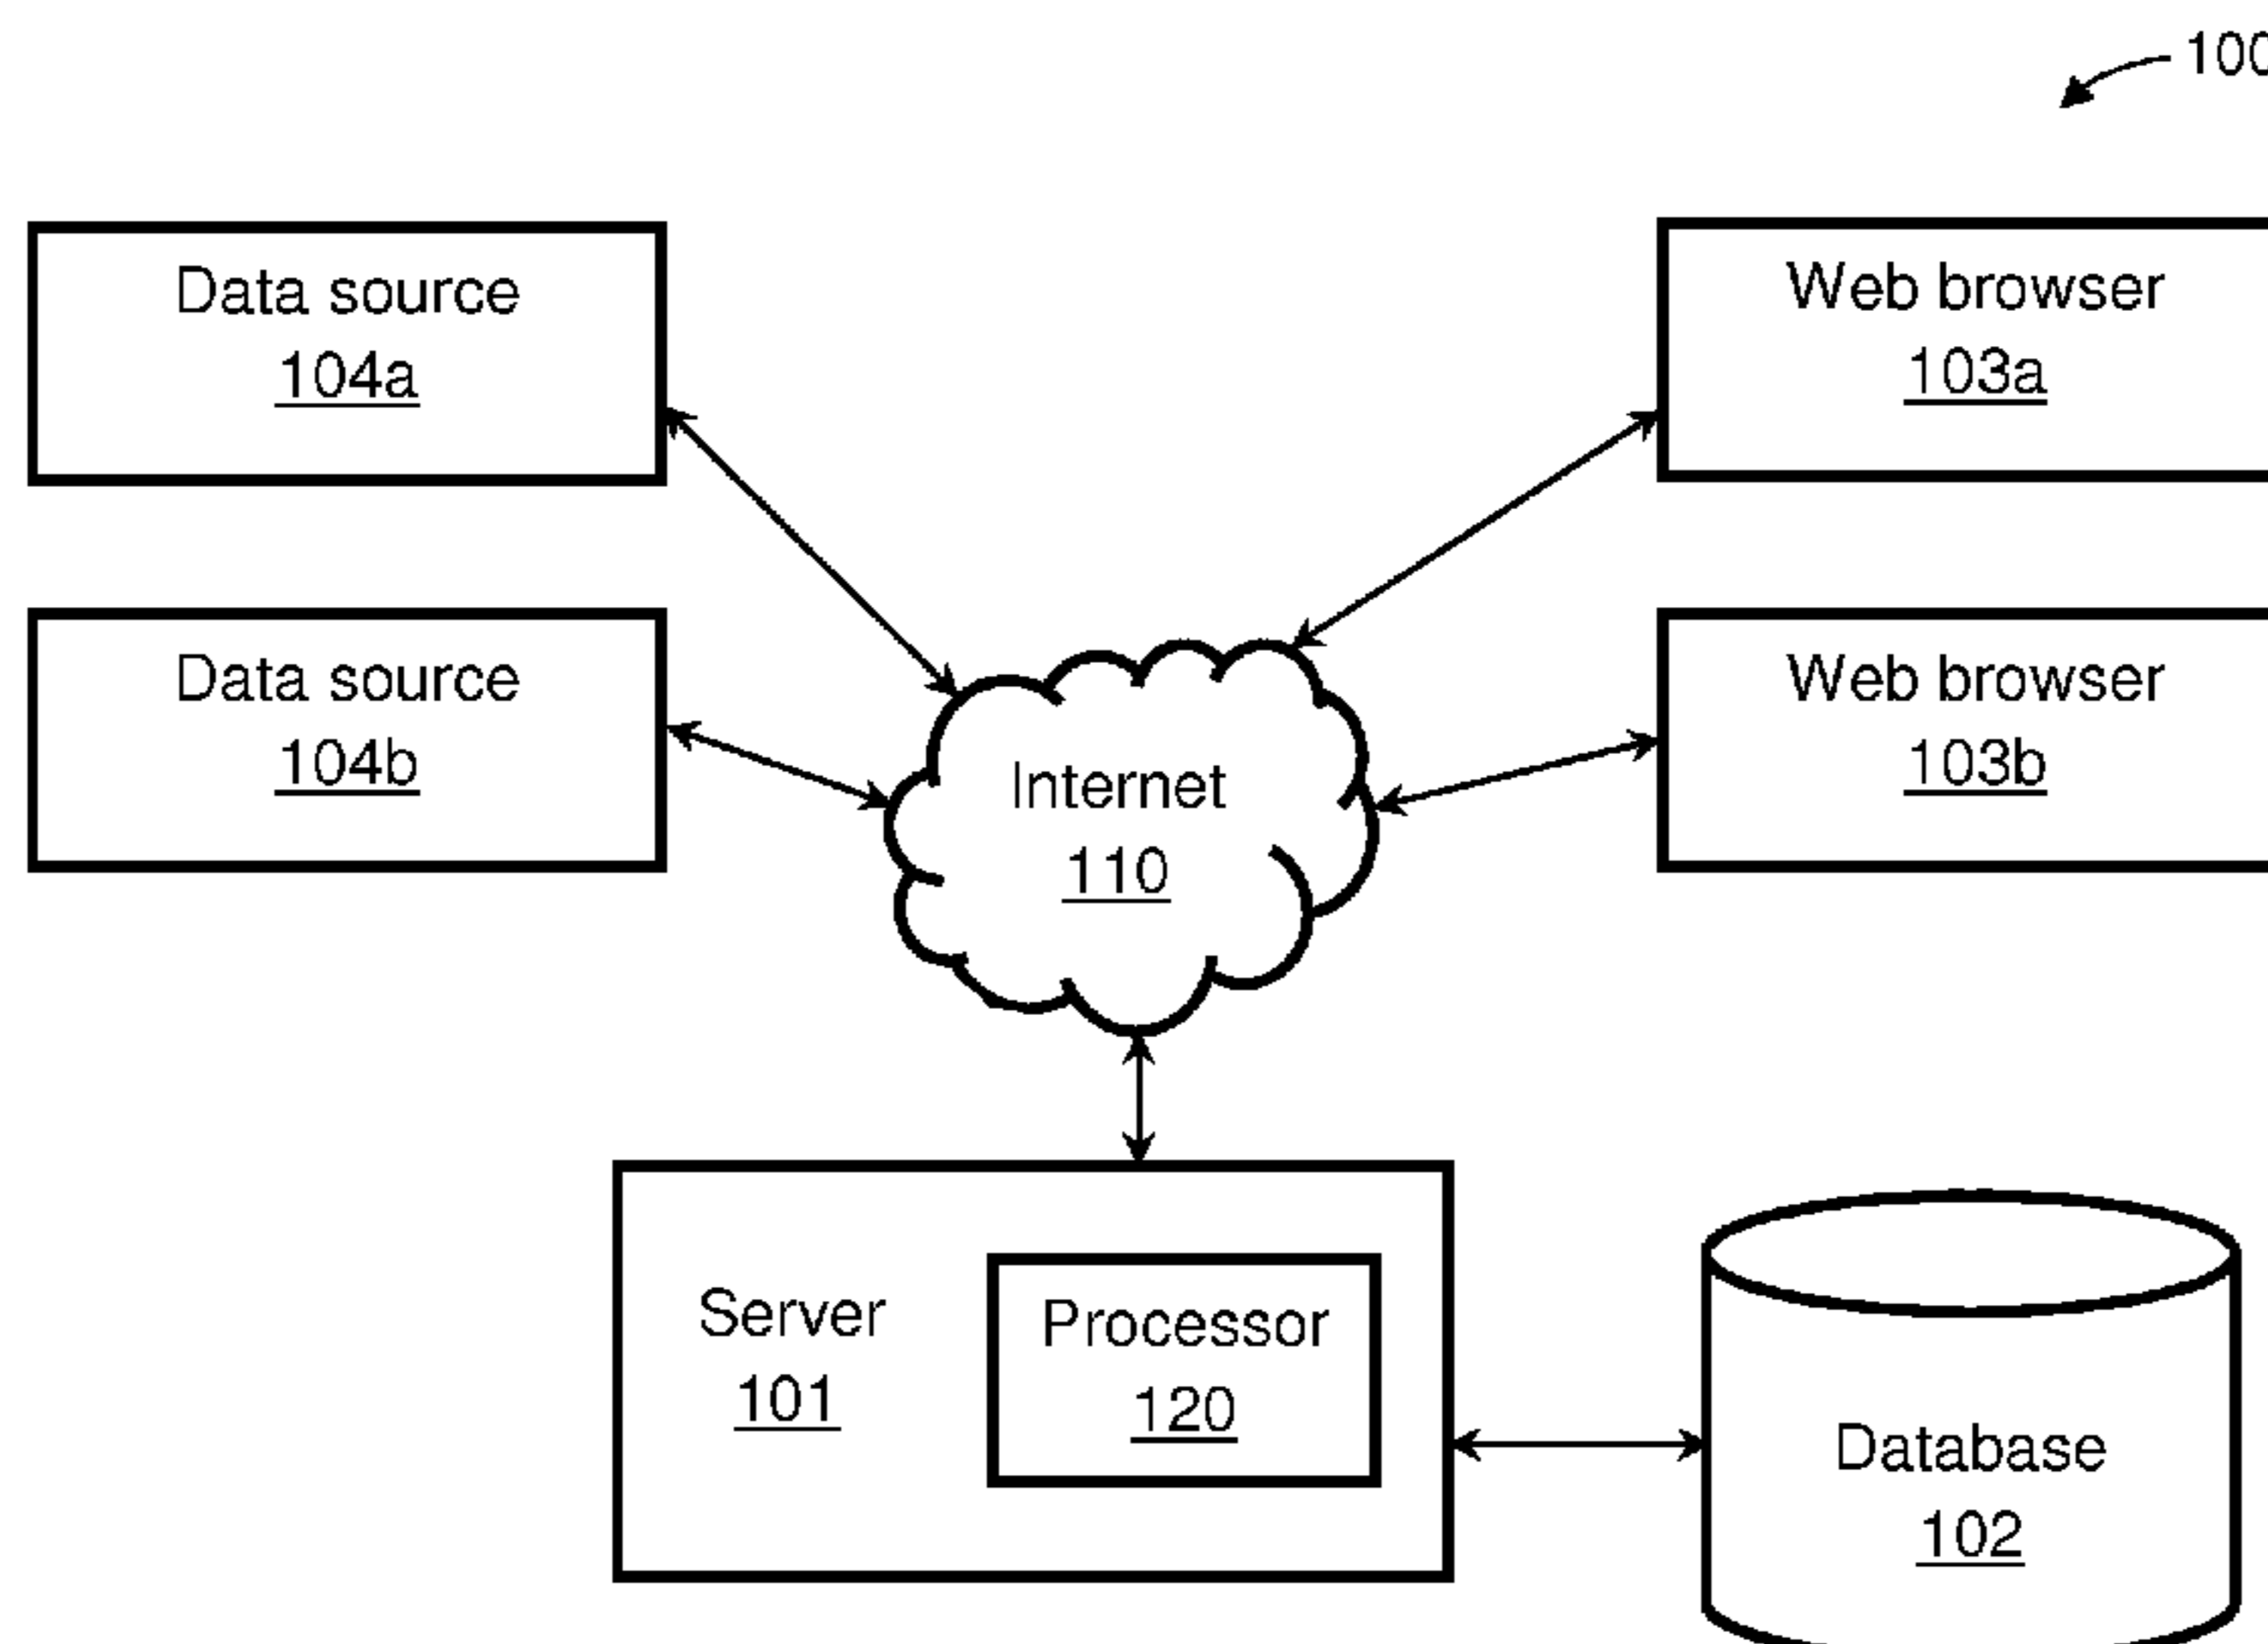 100
Data source
104a
Web browser
103a
Data source
104b
Web browser
103b
Internet
110
Server
101
Processor
120
Database
102